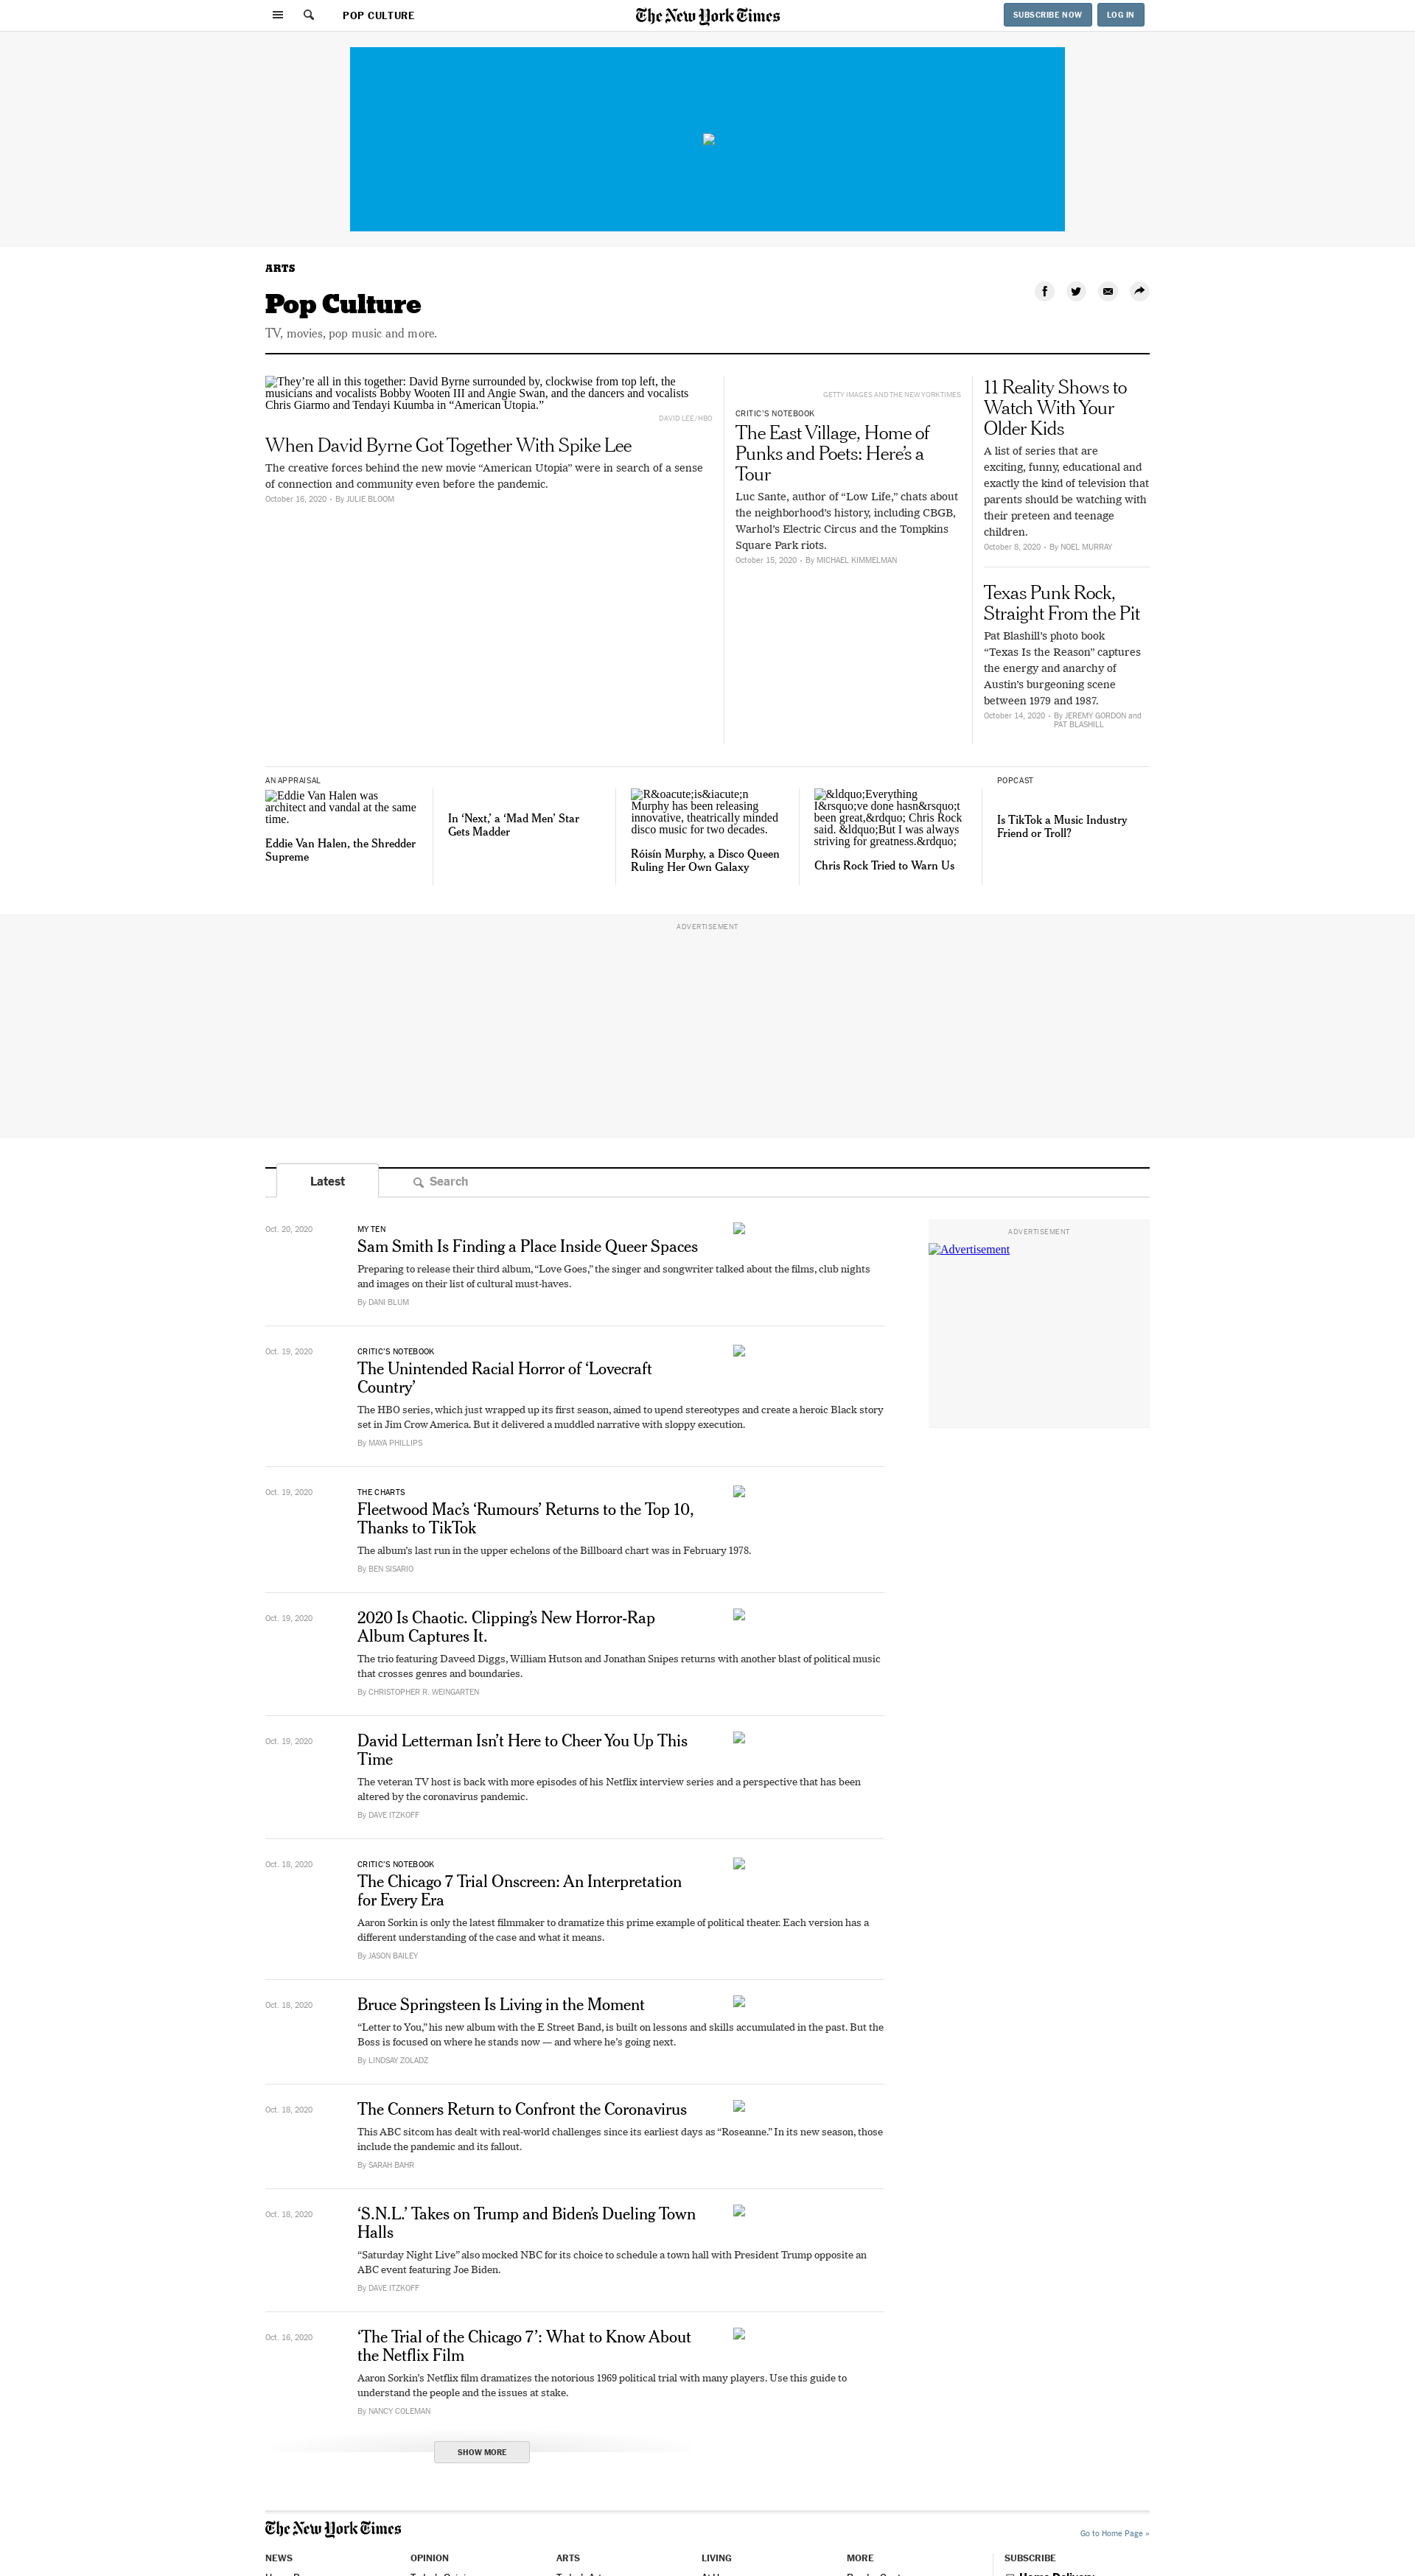 POP CULTURE
The New York Times
SUBSCRIBE NOW
LOG IN
ARTS
Pop Culture
TV, movies, pop music and more.
They’re all in this together: David Byrne surrounded by, clockwise from top left, the
musicians and vocalists Bobby Wooten III and Angie Swan, and the dancers and vocalists
Chris Giarmo and Tendayi Kuumba in “American Utopia.”
DAVID LEE/HBO
When David Byrne Got Together With Spike Lee
The creative forces behind the new movie “American Utopia” were in search of a sense
of connection and community even before the pandemic.
October 16, 2020 • By JULIE BLOOM
GETTY IMAGES AND THE NEW YORK TIMES
CRITIC’S NOTEBOOK
The East Village, Home of
Punks and Poets: Here’s a
Tour
Luc Sante, author of “Low Life,” chats about
the neighborhood’s history, including CBGB,
Warhol’s Electric Circus and the Tompkins
Square Park riots.
October 15, 2020 • By MICHAEL KIMMELMAN
11 Reality Shows to
Watch With Your
Older Kids
A list of series that are
exciting, funny, educational and
exactly the kind of television that
parents should be watching with
their preteen and teenage
children.
October 8, 2020 • By NOEL MURRAY
Texas Punk Rock,
Straight From the Pit
Pat Blashill’s photo book
“Texas Is the Reason” captures
the energy and anarchy of
Austin’s burgeoning scene
between 1979 and 1987.
October 14, 2020 • By JEREMY GORDON and
PAT BLASHILL
AN APPRAISAL
Eddie Van Halen was
architect and vandal at the same
time.
Eddie Van Halen, the Shredder
Supreme
In ‘Next,’ a ‘Mad Men’ Star
Gets Madder
R&oacute;is&iacute;n
Murphy has been releasing
innovative, theatrically minded
disco music for two decades.
Róisín Murphy, a Disco Queen
Ruling Her Own Galaxy
&ldquo;Everything
I&rsquo;ve done hasn&rsquo;t
been great,&rdquo; Chris Rock
said. &ldquo;But I was always
striving for greatness.&rdquo;
Chris Rock Tried to Warn Us
POPCAST
Is TikTok a Music Industry
Friend or Troll?
ADVERTISEMENT
Latest
Search
Oct. 20, 2020
MY TEN
Sam Smith Is Finding a Place Inside Queer Spaces
Preparing to release their third album, “Love Goes,” the singer and songwriter talked about the films, club nights
and images on their list of cultural must-haves.
By DANI BLUM
ADVERTISEMENT
Advertisement
Oct. 19, 2020
CRITIC’S NOTEBOOK
The Unintended Racial Horror of ‘Lovecraft
Country’
The HBO series, which just wrapped up its first season, aimed to upend stereotypes and create a heroic Black story
set in Jim Crow America. But it delivered a muddled narrative with sloppy execution.
By MAYA PHILLIPS
Oct. 19, 2020
THE CHARTS
Fleetwood Mac’s ‘Rumours’ Returns to the Top 10,
Thanks to TikTok
The album’s last run in the upper echelons of the Billboard chart was in February 1978.
By BEN SISARIO
Oct. 19, 2020
2020 Is Chaotic. Clipping’s New Horror-Rap
Album Captures It.
The trio featuring Daveed Diggs, William Hutson and Jonathan Snipes returns with another blast of political music
that crosses genres and boundaries.
By CHRISTOPHER R. WEINGARTEN
Oct. 19, 2020
David Letterman Isn’t Here to Cheer You Up This
Time
The veteran TV host is back with more episodes of his Netflix interview series and a perspective that has been
altered by the coronavirus pandemic.
By DAVE ITZKOFF
Oct. 18, 2020
CRITIC’S NOTEBOOK
The Chicago 7 Trial Onscreen: An Interpretation
for Every Era
Aaron Sorkin is only the latest filmmaker to dramatize this prime example of political theater. Each version has a
different understanding of the case and what it means.
By JASON BAILEY
Oct. 18, 2020
Bruce Springsteen Is Living in the Moment
“Letter to You,” his new album with the E Street Band, is built on lessons and skills accumulated in the past. But the
Boss is focused on where he stands now — and where he’s going next.
By LINDSAY ZOLADZ
Oct. 18, 2020
The Conners Return to Confront the Coronavirus
This ABC sitcom has dealt with real-world challenges since its earliest days as “Roseanne.” In its new season, those
include the pandemic and its fallout.
By SARAH BAHR
Oct. 18, 2020
‘S.N.L.’ Takes on Trump and Biden’s Dueling Town
Halls
“Saturday Night Live” also mocked NBC for its choice to schedule a town hall with President Trump opposite an
ABC event featuring Joe Biden.
By DAVE ITZKOFF
Oct. 16, 2020
‘The Trial of the Chicago 7’: What to Know About
the Netflix Film
Aaron Sorkin’s Netflix film dramatizes the notorious 1969 political trial with many players. Use this guide to
understand the people and the issues at stake.
By NANCY COLEMAN
SHOW MORE
The New York Times
Go to Home Page »
NEWS
OPINION
ARTS
LIVING
MORE
SUBSCRIBE